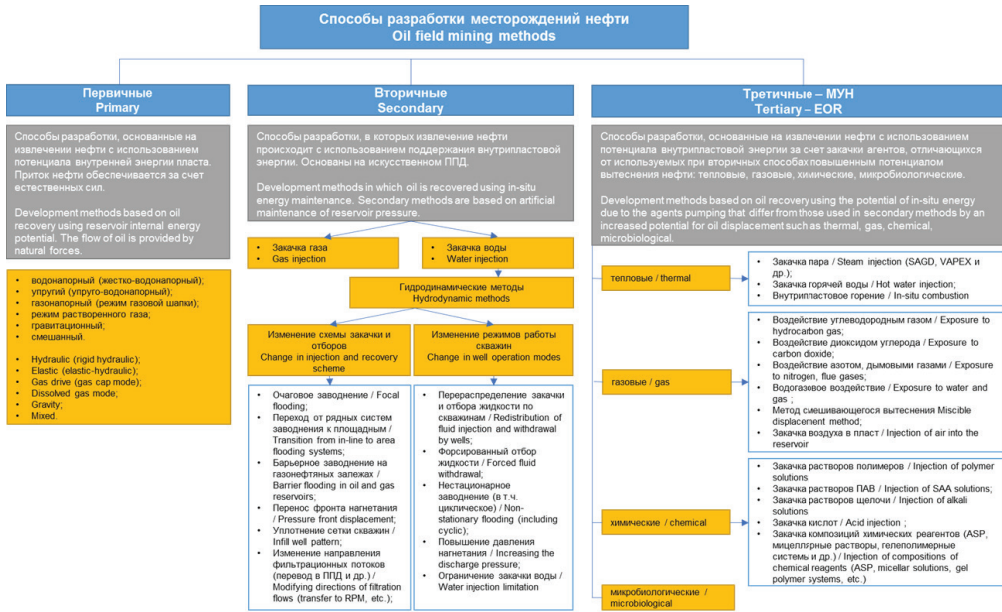 Способы разработки месторождений нефти
Oil field mining methods
Первичные
Primary
Способы разработки, основанные на
извлечении нефти с использованием
потенциала внутренней энергии пласта.
Приток нефти обеспечивается за счет
естественных сил.
Development methods based on oil
recovery using reservoir internal energy
potential. The flow of oil is provided by
natural forces.
• водонапорный (жестко-водонапорный);
• упругий (упруго-водонапорный);
• газонапорный (режим газовой шапки);
• режим растворенного газа;
• гравитационный;
• смешанный.
• Hydraulic (rigid hydraulic);
• Elastic (elastic-hydraulic);
• Gas drive (gas cap mode);
• Dissolved gas mode;
• Gravity;
• Mixed.
Вторичные
Secondary
Способы разработки, в которых извлечение нефти
происходит с использованием поддержания внутрипластовой
энергии. Основаны на искусственном ППД.
Development methods in which oil is recovered using in-situ
energy maintenance. Secondary methods are based on artificial
maintenance of reservoir pressure.
• Закачка газа
• Gas injection
• Закачка воды
• Water injection
Гидродинамические методы
Hydrodynamic methods
Изменение схемы закачки и
отборов
Change in injection and recovery
scheme
• Очаговое заводнение / Focal
flooding;
• Переход от рядных систем
заводнения к площадным /
Transition from in-line to area
flooding systems;
• Барьерное заводнение на
газонефтяных залежах /
Barrier flooding in oil and gas
reservoirs;
• Перенос фронта нагнетания
/ Pressure front displacement;
• Уплотнение сетки скважин /
Infill well pattern;
• Изменение направления
фильтрационных потоков
(перевод в ППД и др.) /
Modifying directions of filtration
flows (transfer to RPM, etc.);
Изменение режимов работы
скважин
Change in well operation modes
• Перераспределение закачки
и отбора жидкости по
скважинам / Redistribution of
fluid injection and withdrawal
by wells;
• Форсированный отбор
жидкости / Forced fluid
withdrawal;
• Нестационарное
заводнение (в т.ч.
циклическое) / Non-
stationary flooding (including
cyclic);
• Повышение давления
нагнетания / Increasing the
discharge pressure;
• Ограничение закачки воды /
Water injection limitation
Третичные – МУН
Tertiary – EOR
Способы разработки, основанные на извлечении нефти с использованием
потенциала внутрипластовой энергии за счет закачки агентов, отличающихся
от используемых при вторичных способах повышенным потенциалом
вытеснения нефти: тепловые, газовые, химические, микробиологические.
Development methods based on oil recovery using the potential of in-situ energy
due to the agents pumping that differ from those used in secondary methods by an
increased potential for oil displacement such as thermal, gas, chemical,
microbiological.
тепловые / thermal
• Закачка пара / Steam injection (SAGD, VAPEX и
др.);
• Закачка горячей воды / Hot water injection;
• Внутрипластовое горение / In-situ combustion
газовые / gas
• Воздействие углеводородным газом / Exposure to
hydrocarbon gas;
• Воздействие диоксидом углерода / Exposure to
carbon doxide;
• Воздействие азотом, дымовыми газами / Exposure
to nitrogen, flue gases;
• Водогазовое воздействие / Exposure to water and
gas ;
• Метод смешивающегося вытеснения Miscible
displacement method;
• Закачка воздуха в пласт / Injection of air into the
reservoir
химические / chemical
• Закачка растворов полимеров / Injection of polymer
solutions
• Закачка растворов ПАВ / Injection of SAA solutions;
• Закачка растворов щелочи / Injection of alkali
solutions
• Закачка кислот / Acid injection ;
• Закачка композиций химических реагентов (ASP,
мицеллярные растворы, гелеполимерные
системы и др.) / Injection of compositions of
chemical reagents (ASP, micellar solutions, gel
polymer systems, etc.)
микробиологические /
microbiological